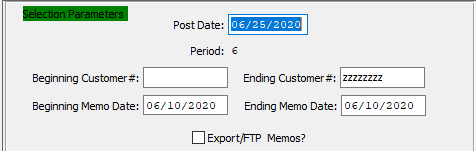 Selection Parameters
Post Date: 06/25/2020
Period: 6
Beginning Customer#: Ending Customer#: zzzzzzzz
Beginning Memo Date: 06/10/2020 Ending Memo Date: 06/10/2020
Export/FTP Memos?